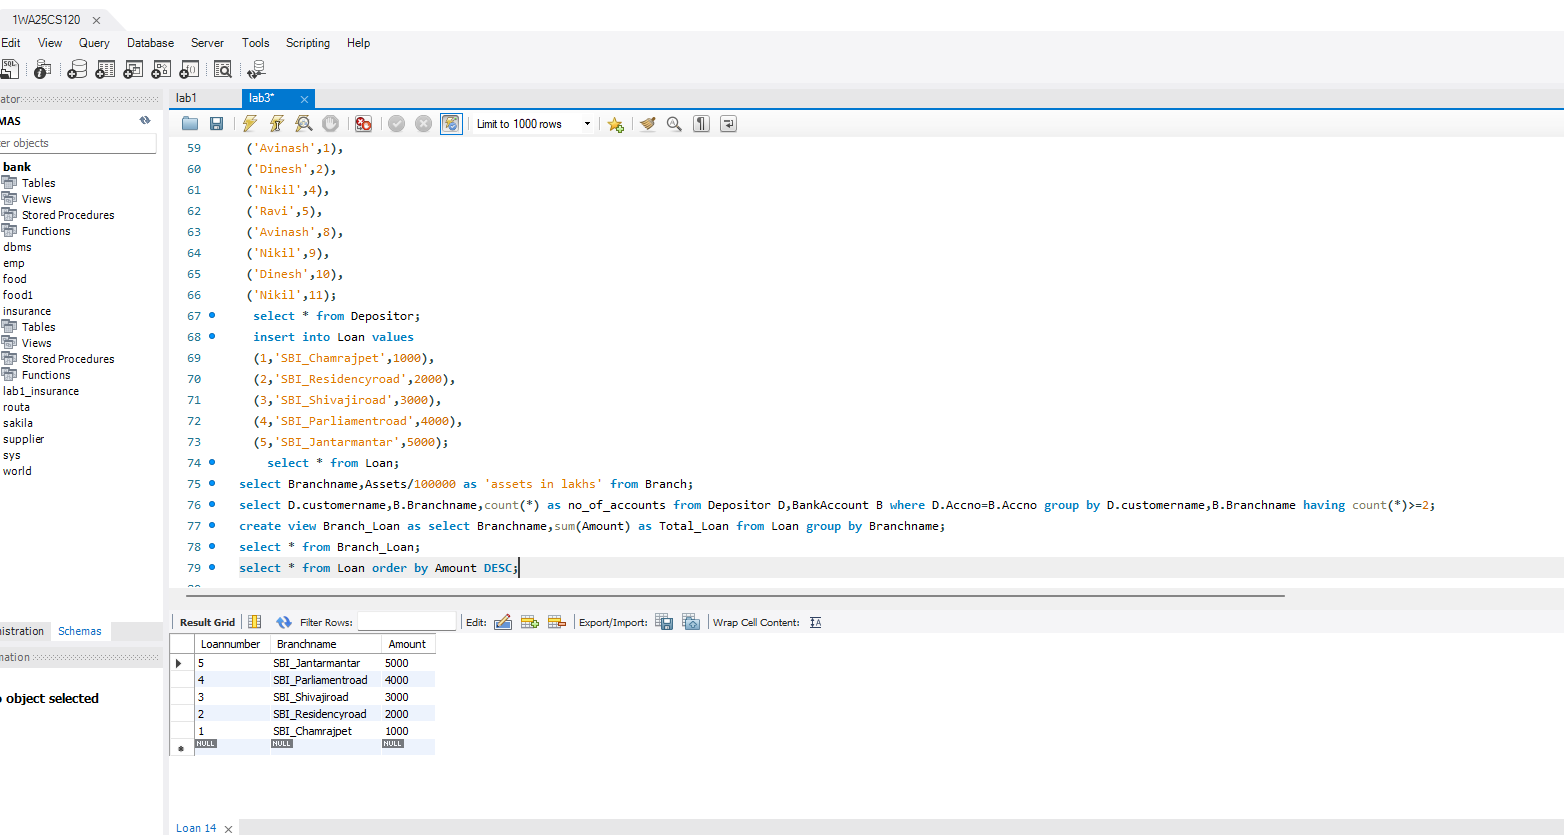 1WA25CS120
Edit View Query Database Server Tools Scripting Help
ator
lab1 lab3*
MAS
er objects
Limit to 1000 rows
bank
Tables
Views
Stored Procedures
Functions
dbms
emp
food
food1
insurance
Tables
Views
Stored Procedures
Functions
lab1_insurance
routa
sakila
supplier
sys
world
nistration Schemas
mation
o object selected
59 ('Avinash',1),
60 ('Dinesh',2),
61 ('Nikil',4),
62 ('Ravi',5),
63 ('Avinash',8),
64 ('Nikil',9),
65 ('Dinesh',10),
66 ('Nikil',11);
67 select * from Depositor;
68 insert into Loan values
69 (1,'SBI_Chamrajpet',1000),
70 (2,'SBI_Residencyroad',2000),
71 (3,'SBI_Shivajiroad',3000),
72 (4,'SBI_Parliamentroad',4000),
73 (5,'SBI_Jantarmantar',5000);
74 select * from Loan;
75 select Branchname,Assets/100000 as 'assets in lakhs' from Branch;
76 select D.customername,B.Branchname,count(*) as no_of_accounts from Depositor D,BankAccount B where D.Accno=B.Accno group by D.customername,B.Branchname having count(*)>=2;
77 create view Branch_Loan as select Branchname,sum(Amount) as Total_Loan from Loan group by Branchname;
78 select * from Branch_Loan;
79 select * from Loan order by Amount DESC;
Result Grid Filter Rows: Edit: Export/Import: Wrap Cell Content:
Loannumber Branchname Amount
5 SBI_Jantarmantar 5000
4 SBI_Parliamentroad 4000
3 SBI_Shivajiroad 3000
2 SBI_Residencyroad 2000
1 SBI_Chamrajpet 1000
NULL NULL NULL
Loan 14